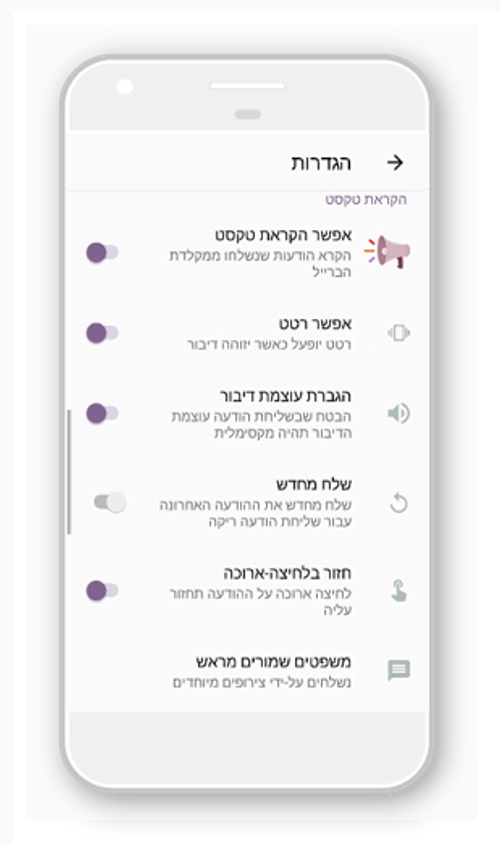 הגדרות
הקראת טקסט
אפשר הקראת טקסט
הקרא הודעות שנשלחו ממקלדת
הברייל
אפשר רטט
רטט יופעל כאשר יזוהה דיבור
הגברת עוצמת דיבור
הבטח שבשליחת הודעה עוצמת
הדיבור תהיה מקסימלית
שלח מחדש
שלח מחדש את ההודעה האחרונה
עבור שליחת הודעה ריקה
חזור בלחיצה-ארוכה
לחיצה ארוכה על ההודעה תחזור
עליה
משפטים שמורים מראש
נשלחים על-ידי צירופים מיוחדים